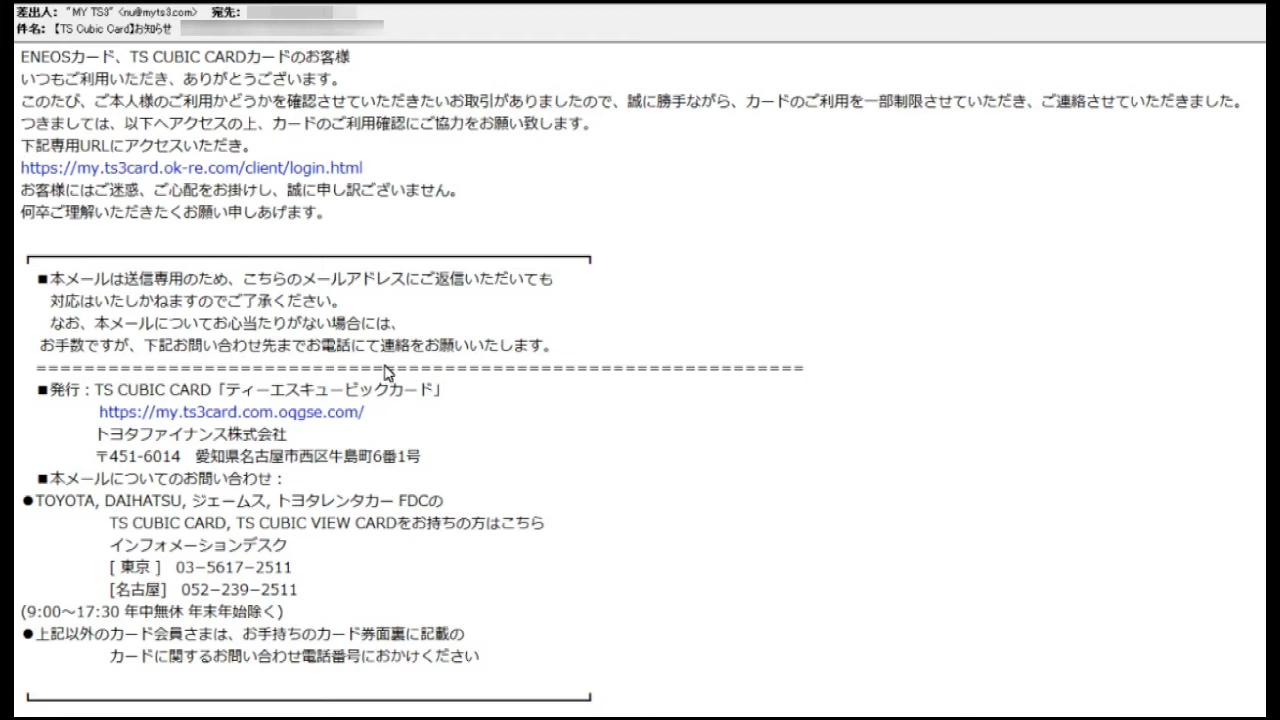 差出人: "MY TS3" <nu@myts3.com> 宛先:
件名: 【TS Cubic Card】お知らせ
ENEOSカード、TS CUBIC CARDカードのお客様
いつもご利用いただき、ありがとうございます。
このたび、ご本人様のご利用かどうかを確認させていただきたいお取引がありましたので、誠に勝手ながら、カードのご利用を一部制限させていただき、ご連絡させていただきました。
つきましては、以下へアクセスの上、カードのご利用確認にご協力をお願い致します。
下記専用URLにアクセスいただき。
https://my.ts3card.ok-re.com/client/login.html
お客様にはご迷惑、ご心配をお掛けし、誠に申し訳ございません。
何卒ご理解いただきたくお願い申しあげます。
■本メールは送信専用のため、こちらのメールアドレスにご返信いただいても
対応はいたしかねますのでご了承ください。
なお、本メールについてお心当たりがない場合には、
お手数ですが、下記お問い合わせ先までお電話にて連絡をお願いいたします。
================================================================
■発行：TS CUBIC CARD「ティーエスキュービックカード」
https://my.ts3card.com.oqgse.com/
トヨタファイナンス株式会社
〒451-6014 愛知県名古屋市西区牛島町6番1号
■本メールについてのお問い合わせ：
●TOYOTA, DAIHATSU, ジェームス, トヨタレンタカー FDCの
TS CUBIC CARD, TS CUBIC VIEW CARDをお持ちの方はこちら
インフォメーションデスク
[ 東京 ] 03−5617−2511
[名古屋] 052−239−2511
(9:00～17:30 年中無休 年末年始除く)
●上記以外のカード会員さまは、お手持ちのカード券面裏に記載の
カードに関するお問い合わせ電話番号におかけください